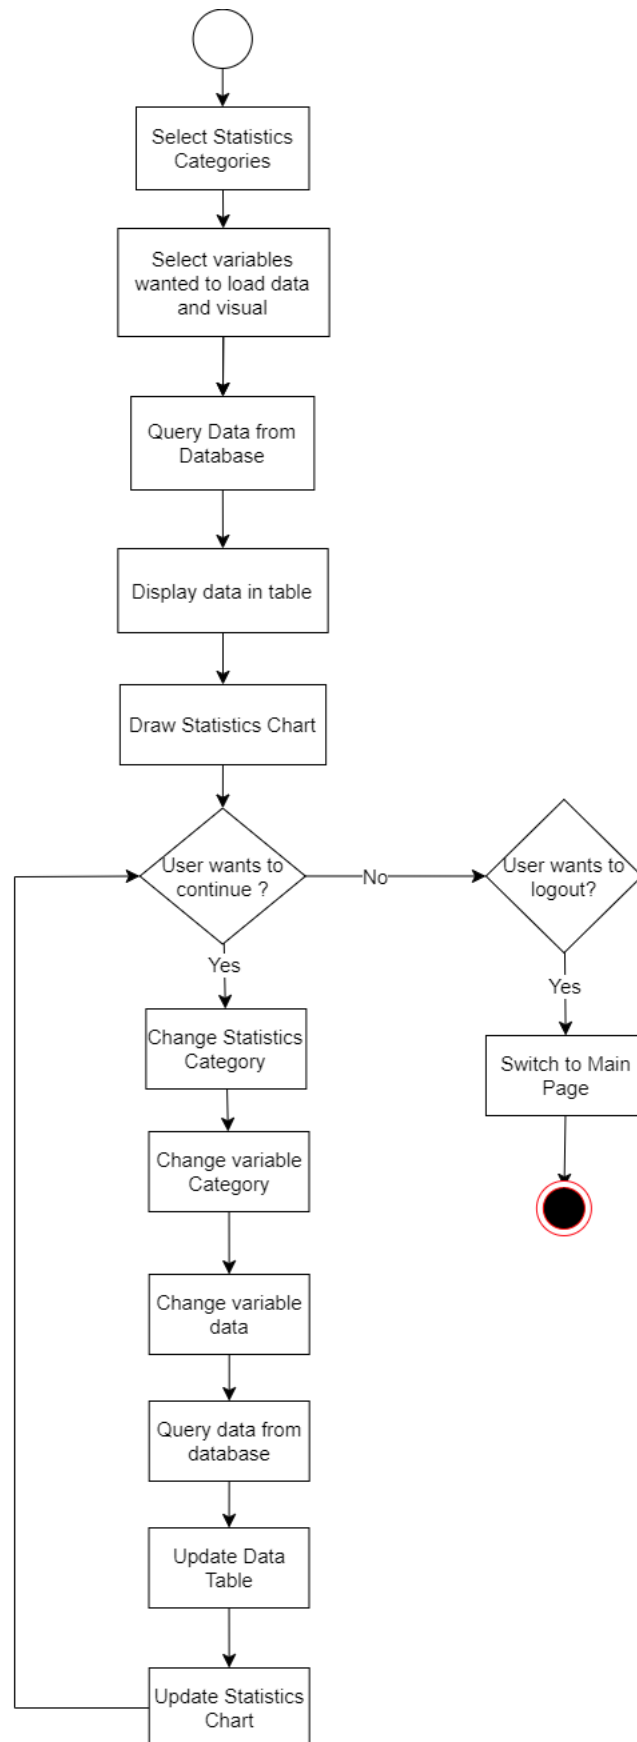 Select Statistics
Categories
Select variables
wanted to load data
and visual
Query Data from
Database
Display data in table
Draw Statistics Chart
User wants to
continue ?
No
User wants to
logout?
Yes
Yes
Change Statistics
Category
Switch to Main
Page
Change variable
Category
Change variable
data
Query data from
database
Update Data
Table
Update Statistics
Chart